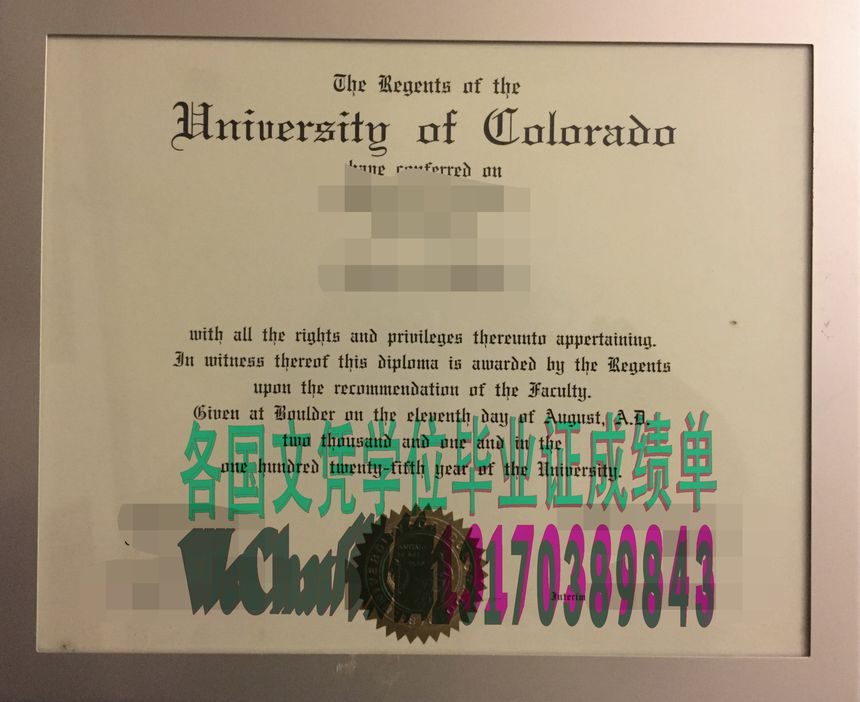 The Regents of the
University of Colorado
have conferred on
with all the rights and privileges thereunto appertaining.
In witness thereof this diploma is awarded by the Regents
upon the recommendation of the Faculty.
Given at Boulder on the eleventh day of August, A.D.
two thousand and one and in the
one hundred twenty-fifth year of the University.
各国文凭学位毕业证成绩单
WeChat
170389843
Interim